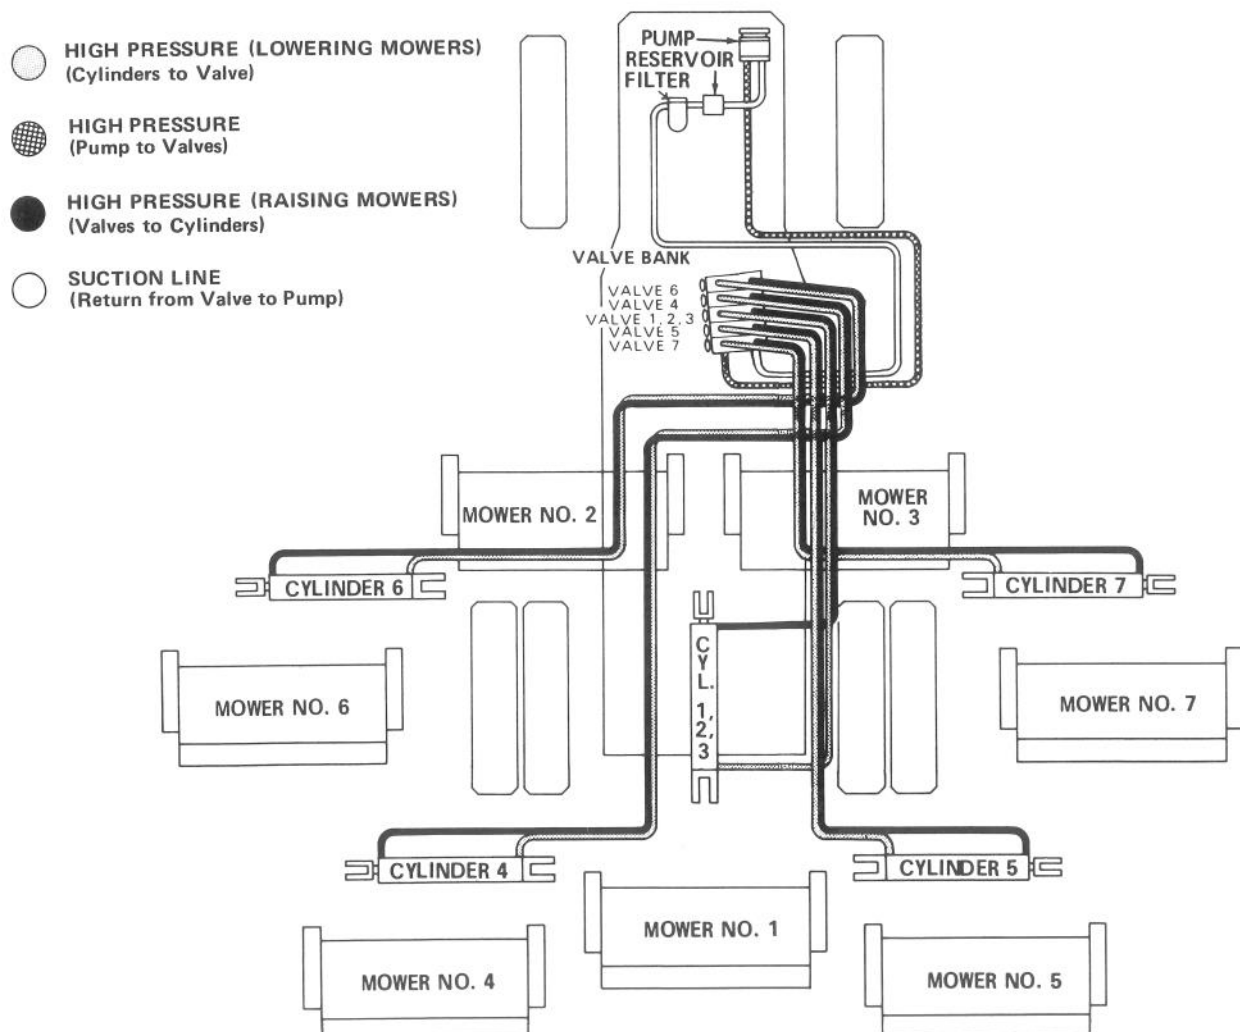 HIGH PRESSURE (LOWERING MOWERS)
(Cylinders to Valve)
HIGH PRESSURE
(Pump to Valves)
HIGH PRESSURE (RAISING MOWERS)
(Valves to Cylinders)
SUCTION LINE
(Return from Valve to Pump)
PUMP
RESERVOIR
FILTER
VALVE BANK
VALVE 6
VALVE 4
VALVE 1, 2, 3
VALVE 5
VALVE 7
MOWER NO. 2
MOWER
NO. 3
CYLINDER 6
CYLINDER 7
CYL. 1, 2, 3
MOWER NO. 6
MOWER NO. 7
CYLINDER 4
CYLINDER 5
MOWER NO. 1
MOWER NO. 4
MOWER NO. 5